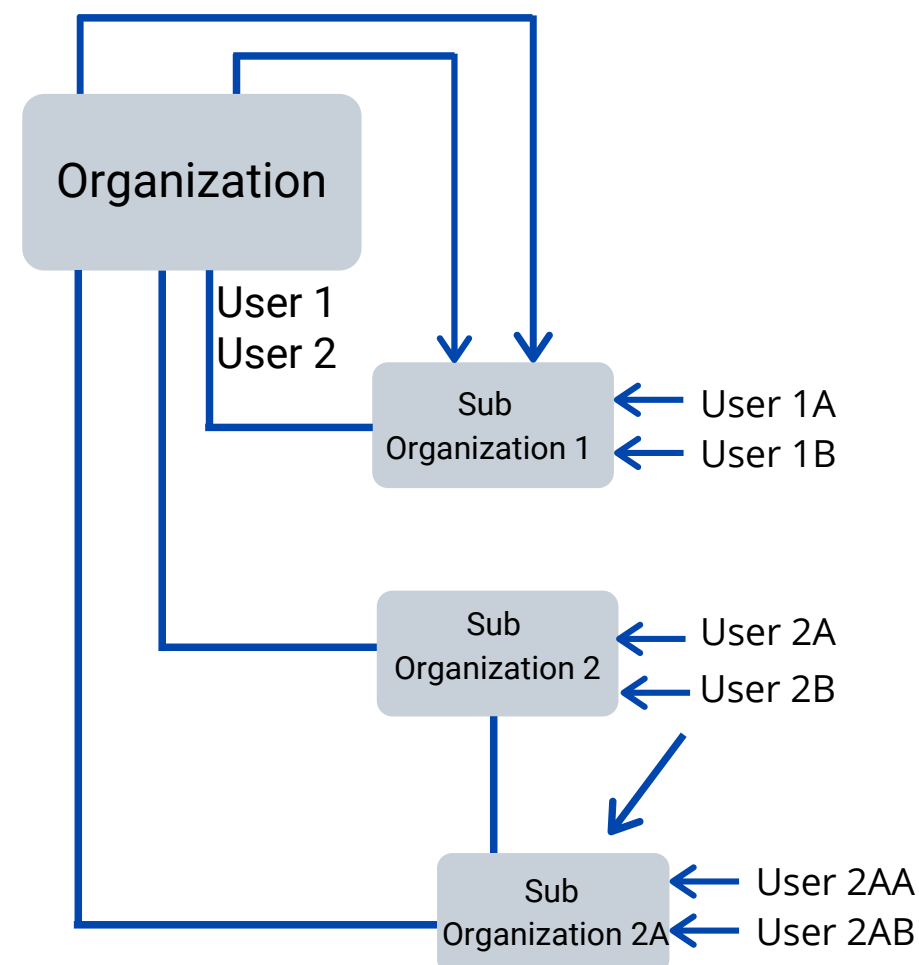 Organization
User 1
User 2
Sub
Organization 1
User 1A
User 1B
Sub
Organization 2
User 2A
User 2B
Sub
Organization 2A
User 2AA
User 2AB